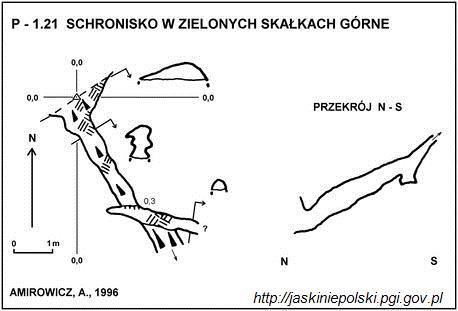 P - 1.21 SCHRONISKO W ZIELONYCH SKAŁKACH GÓRNE
0,0
0,0
0,0
PRZEKRÓJ N - S
N
0,3
?
0,0
0 1m
N
S
AMIROWICZ, A., 1996
http://jaskiniepolski.pgi.gov.pl